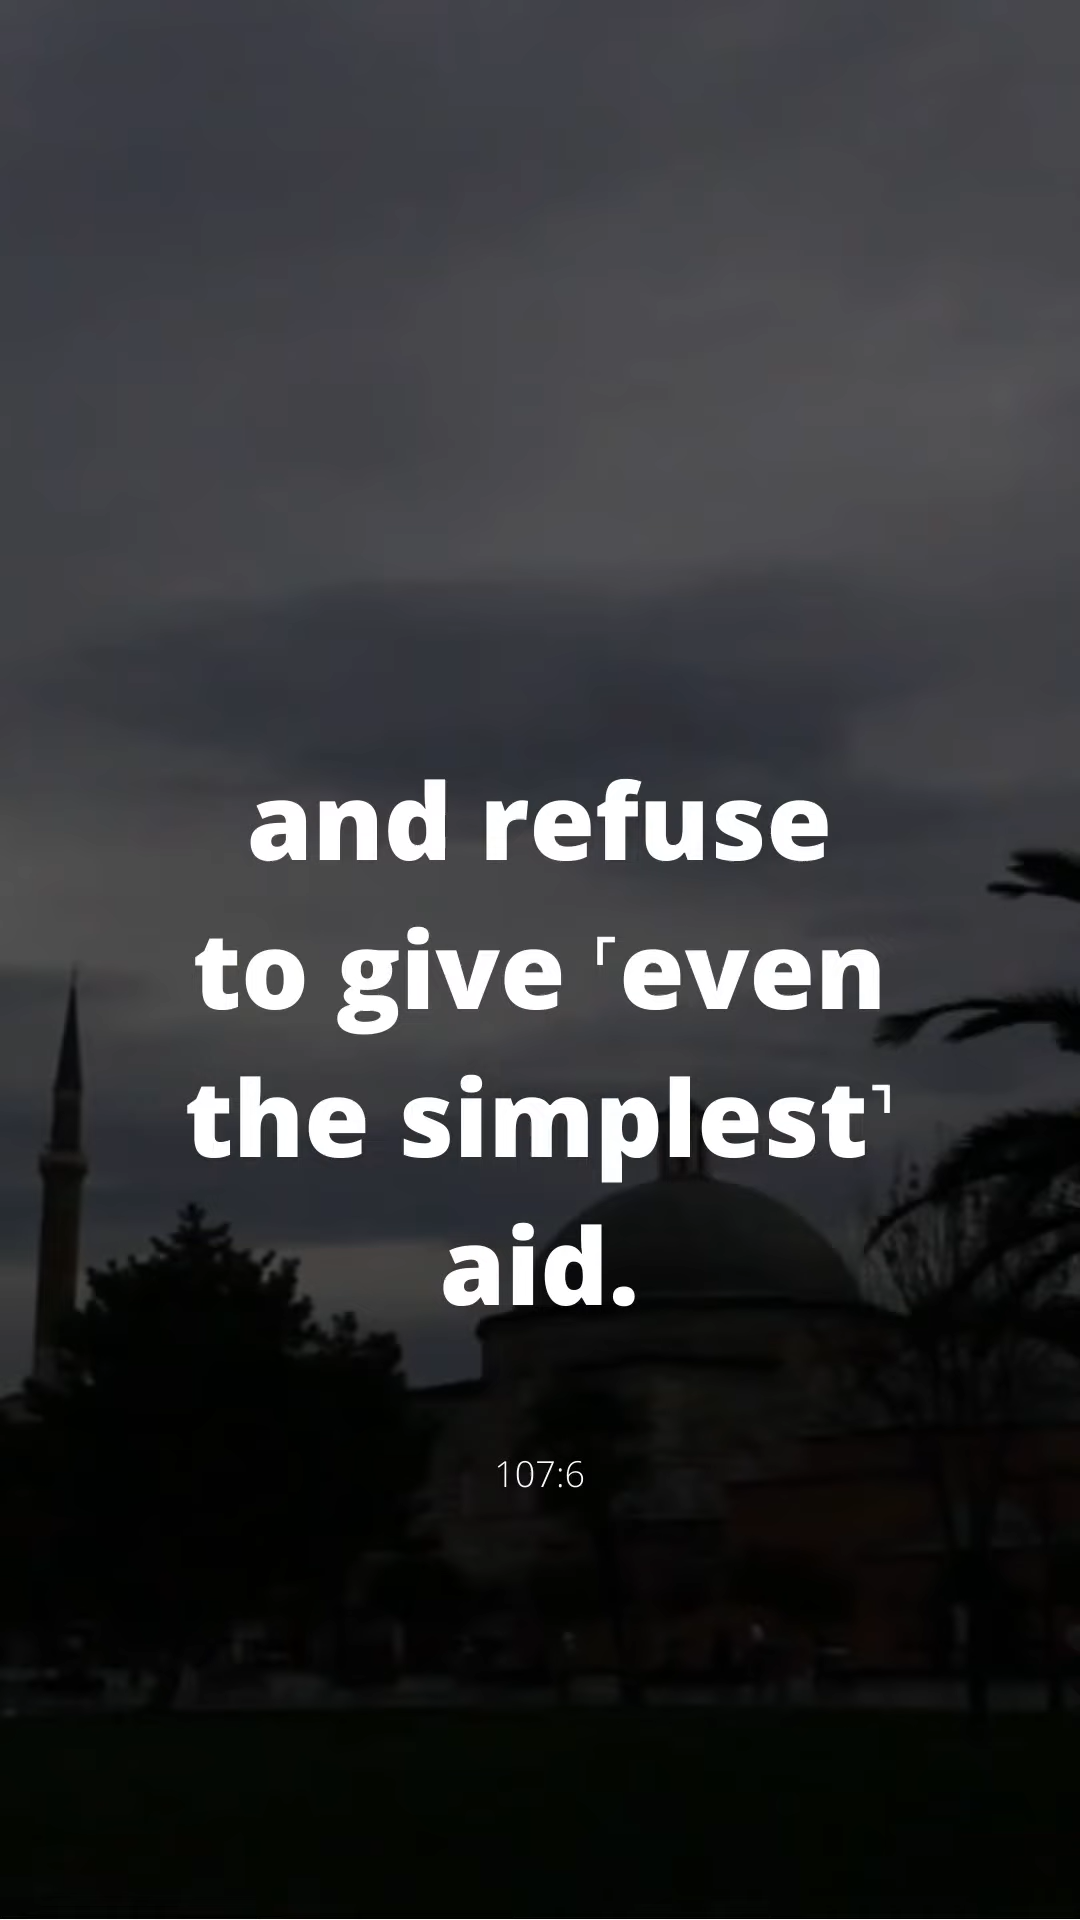 and refuse
to give ⸢even
the simplest⸣
aid.
107:6